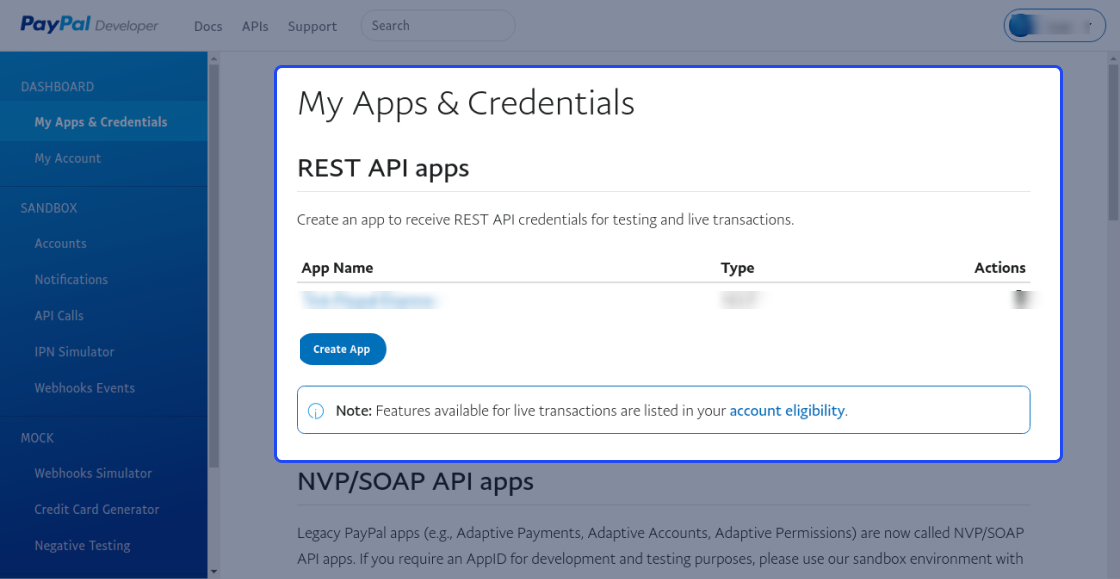 PayPal Developer
Docs APIs Support Search
DASHBOARD
My Apps & Credentials
My Account
SANDBOX
Accounts
Notifications
API Calls
IPN Simulator
Webhooks Events
MOCK
Webhooks Simulator
Credit Card Generator
Negative Testing
My Apps & Credentials
REST API apps
Create an app to receive REST API credentials for testing and live transactions.
App Name Type Actions
Create App
Note: Features available for live transactions are listed in your account eligibility.
NVP/SOAP API apps
Legacy PayPal apps (e.g., Adaptive Payments, Adaptive Accounts, Adaptive Permissions) are now called NVP/SOAP
API apps. If you require an AppID for development and testing purposes, please use our sandbox environment with